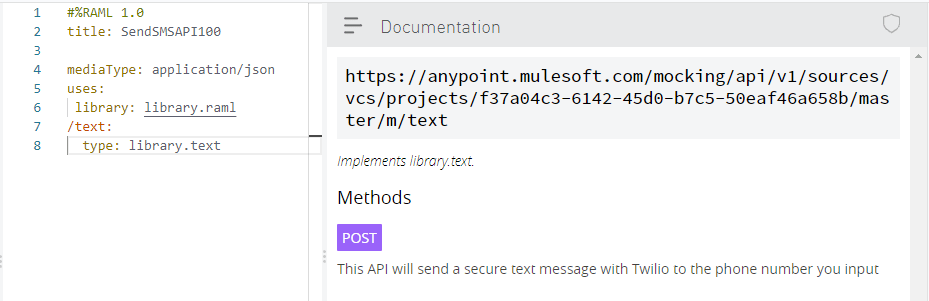 1 #%RAML 1.0
2 title: SendSMSAPI100
3
4 mediaType: application/json
5 uses:
6 library: library.raml
7 /text:
8 type: library.text
Documentation
https://anypoint.mulesoft.com/mocking/api/v1/sources/
vcs/projects/f37a04c3-6142-45d0-b7c5-50eaf46a658b/mas
ter/m/text
Implements library.text.
Methods
POST
This API will send a secure text message with Twilio to the phone number you input